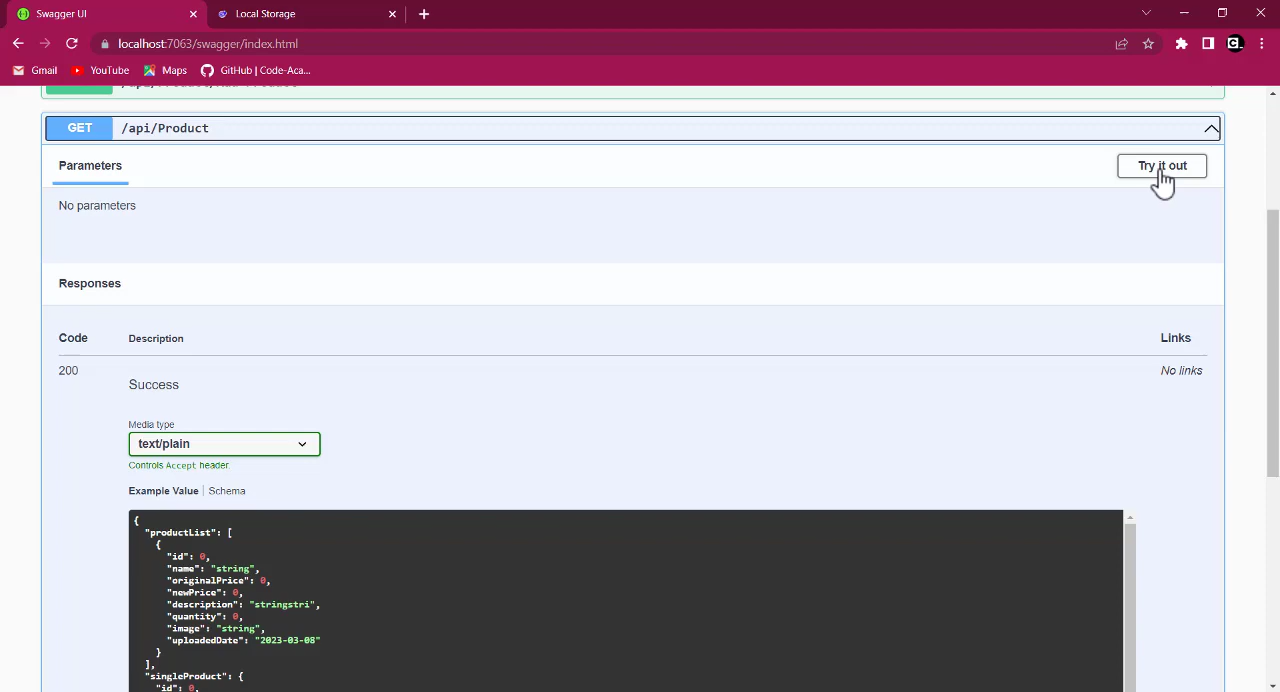 Swagger UI
Local Storage
localhost:7063/swagger/index.html
Gmail
YouTube
Maps
GitHub | Code-Aca...
GET
/api/Product
Parameters
Try it out
No parameters
Responses
Code
Description
Links
200
Success
No links
Media type
text/plain
Controls Accept header.
Example Value
Schema
{
"productList": [
{
"id": 0,
"name": "string",
"originalPrice": 0,
"newPrice": 0,
"description": "stringstri",
"quantity": 0,
"image": "string",
"uploadedDate": "2023-03-08"
}
],
"singleProduct": {
"id": 0,